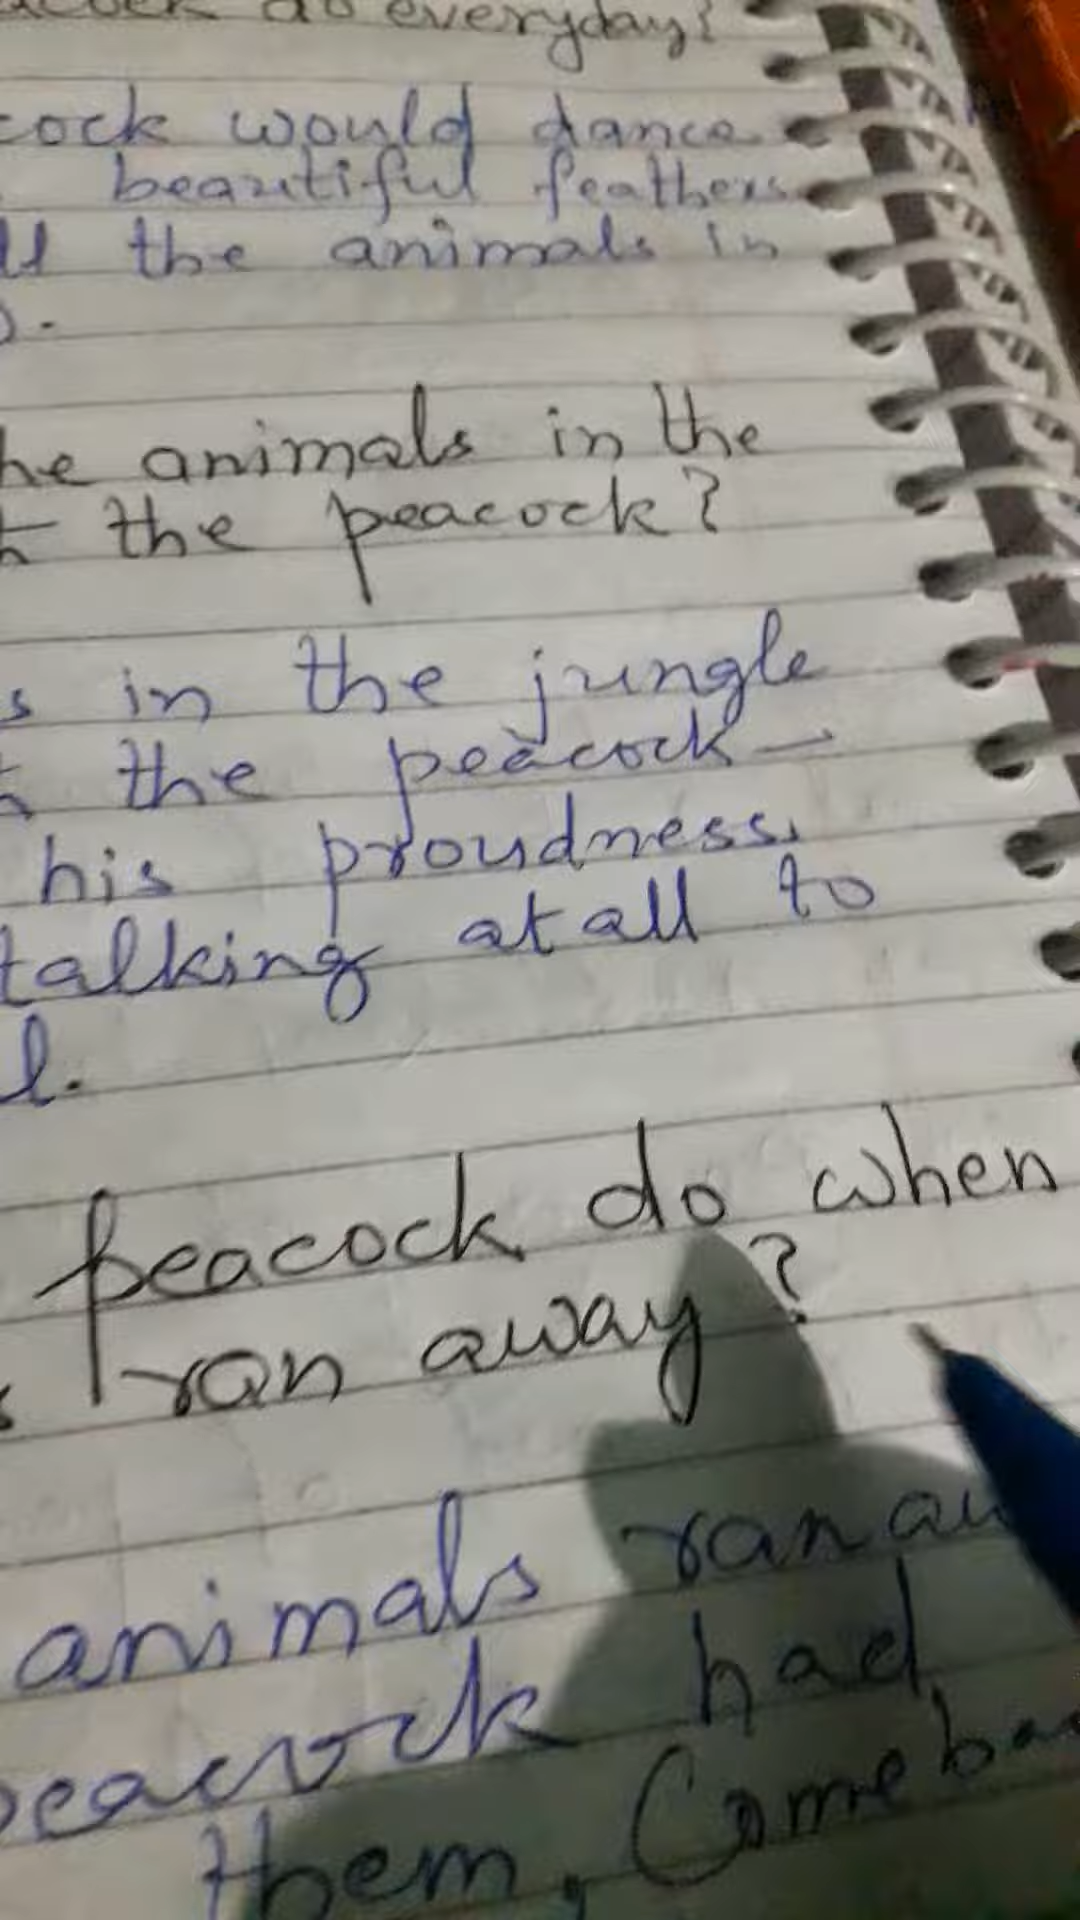 do everyday?
cock would dance
beautiful feathers
the animals in
he animals in the
the peacock?
s in the jungle
the peacock-
his proudness.
talking at all to
l.
peacock do when
ran away?
animals ran
peacock had
them, Come